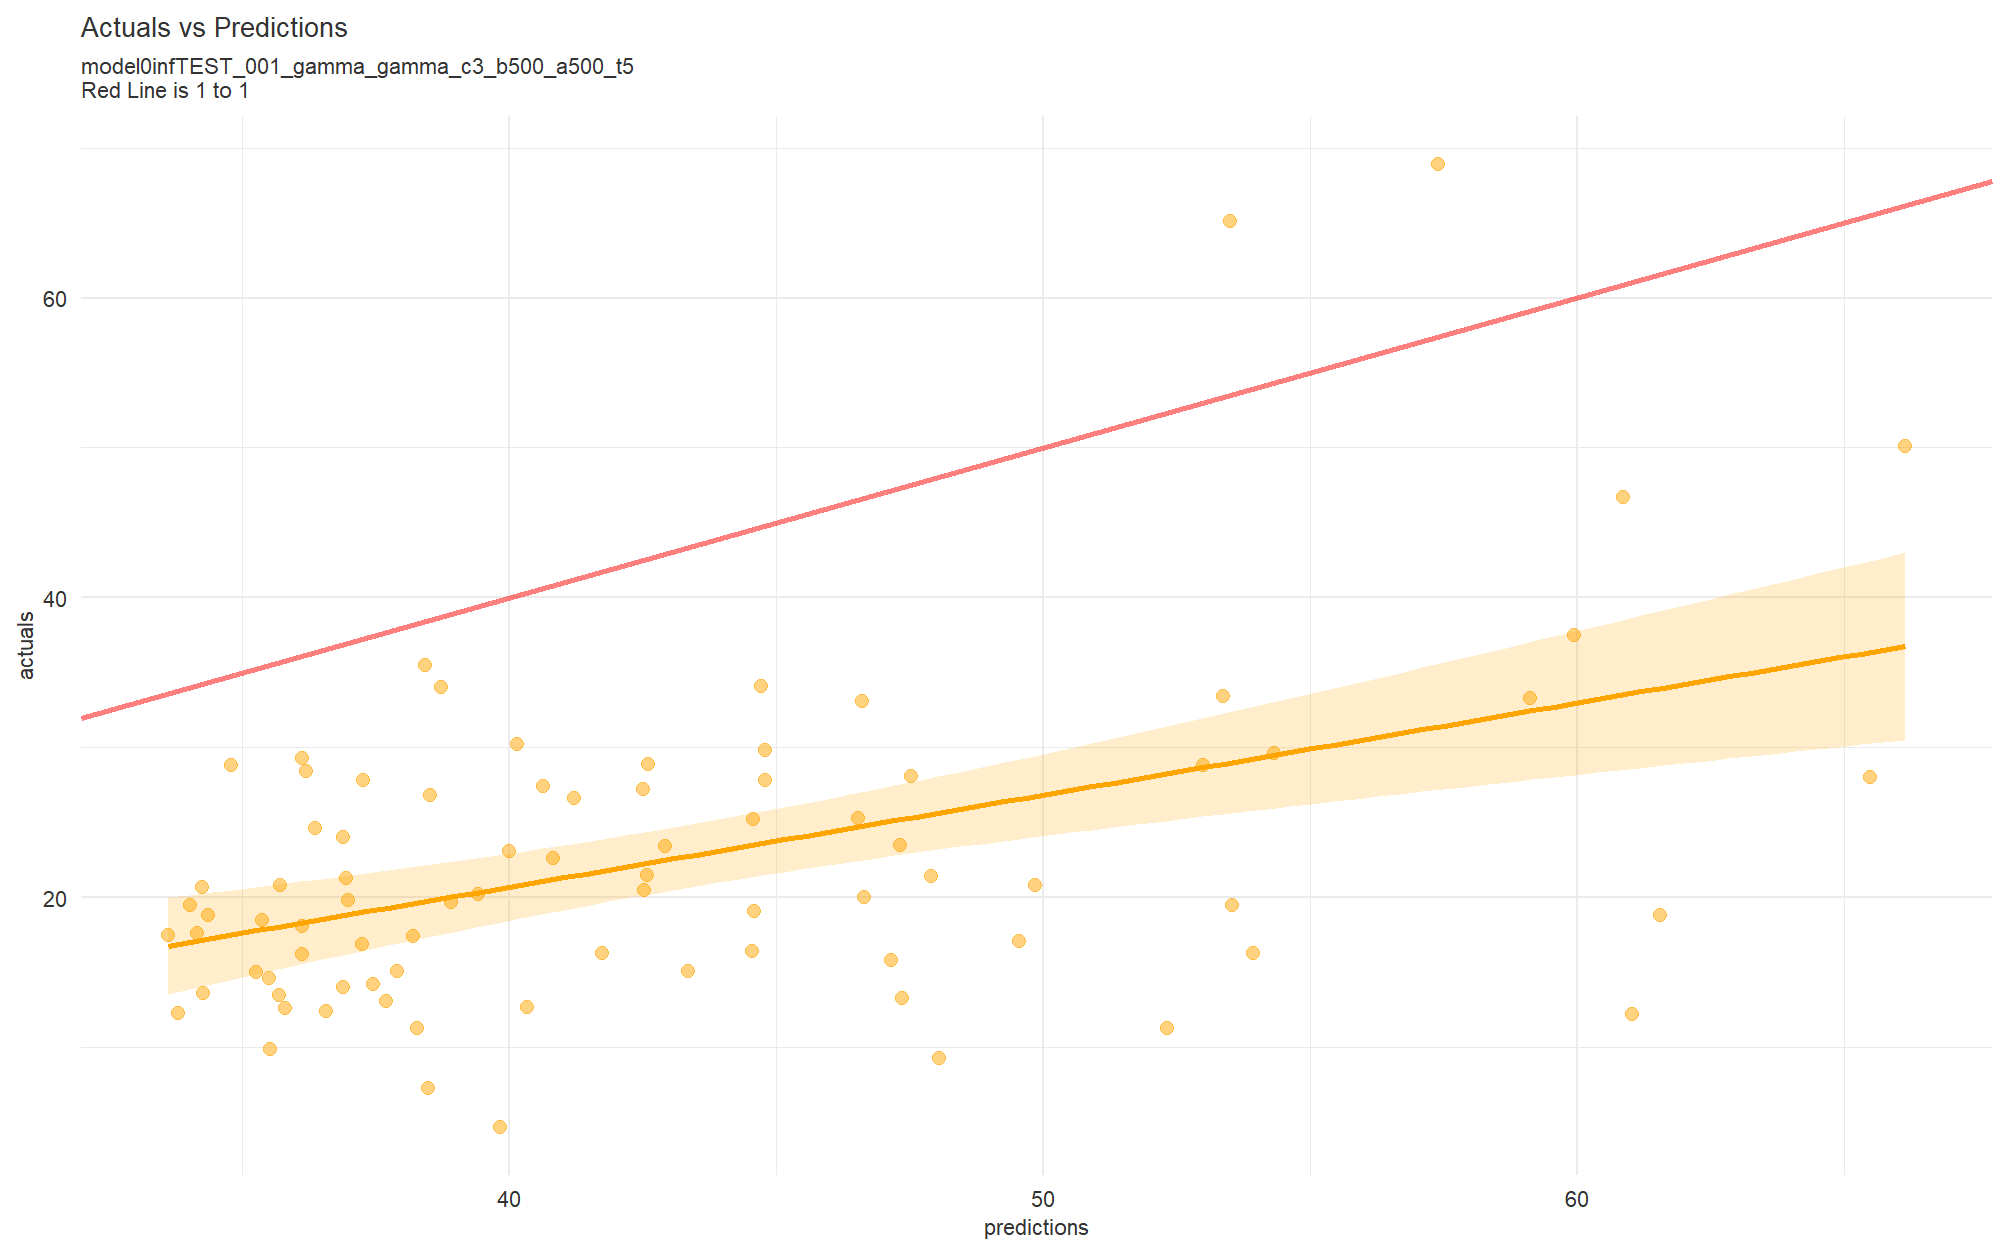 Actuals vs Predictions
model0infTEST_001_gamma_gamma_c3_b500_a500_t5
Red Line is 1 to 1
60
40
20
actuals
40
50
60
predictions